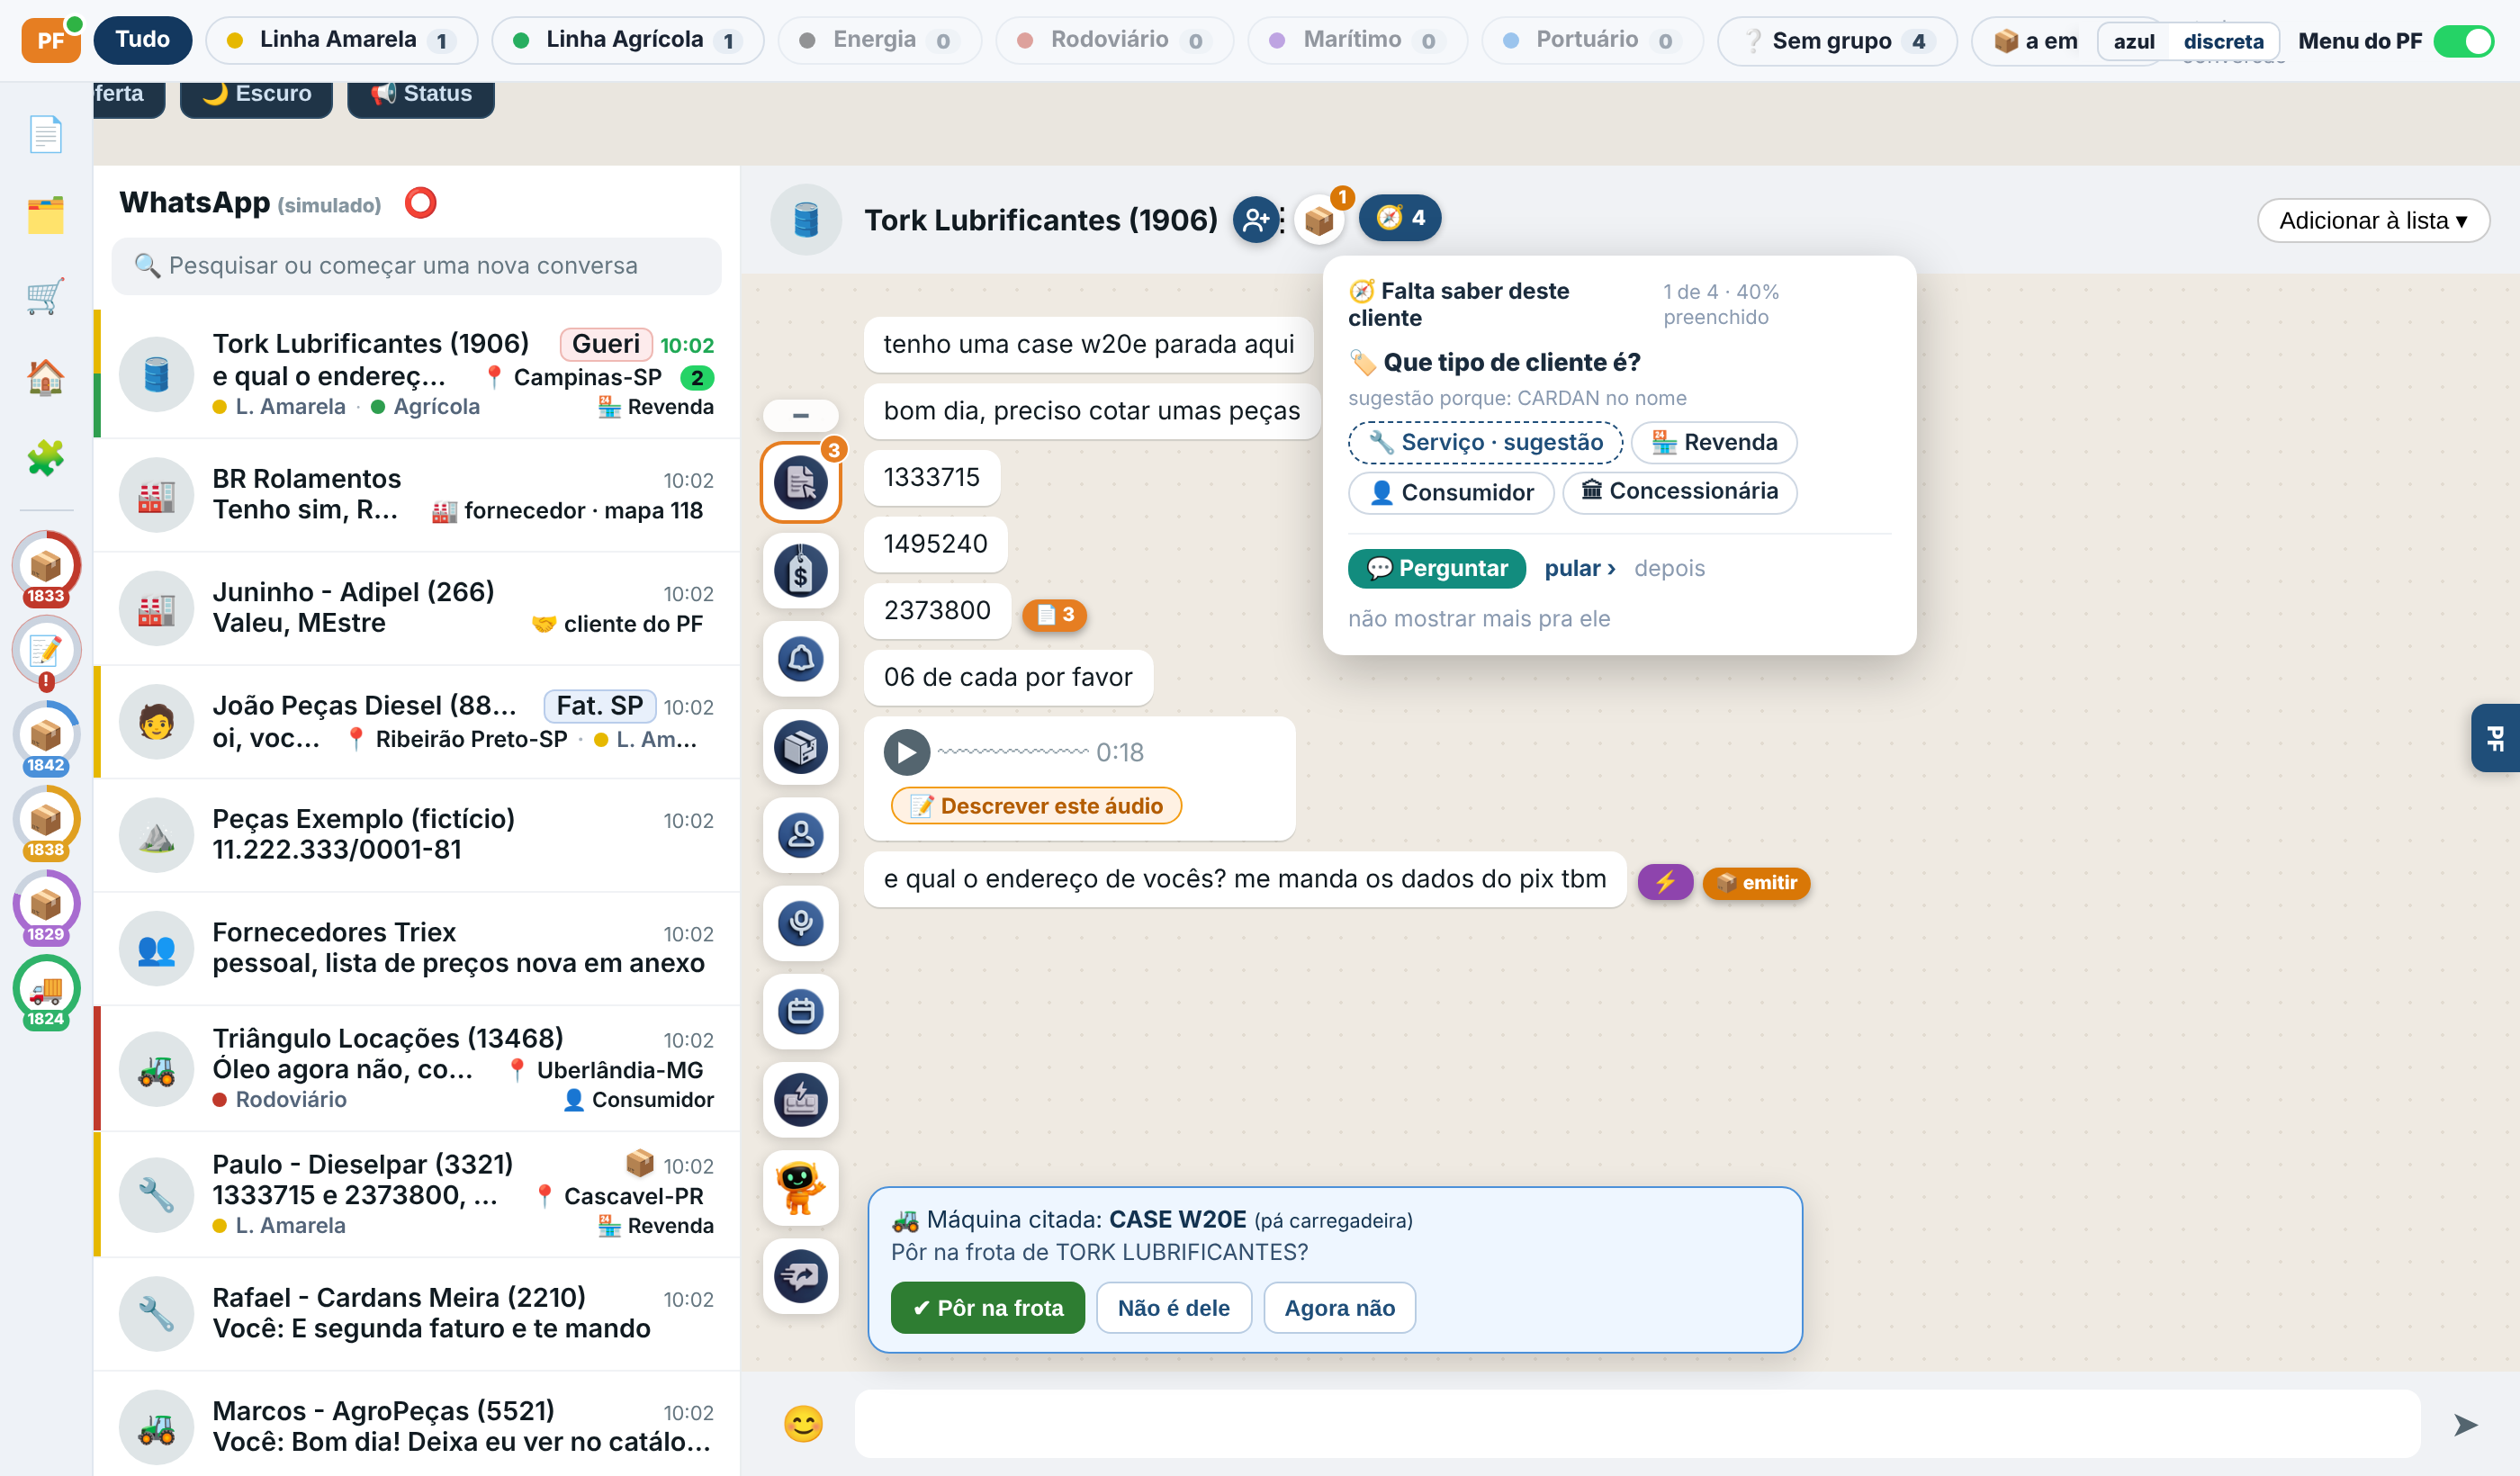 PF
Tudo
Linha Amarela 1
Linha Agrícola 1
Energia 0
Rodoviário 0
Marítimo 0
Portuário 0
Sem grupo 4
a em
azul discreta
Menu do PF
ferta
Escuro
Status
1833
!
1842
1838
1829
1824
WhatsApp (simulado)
Pesquisar ou começar uma nova conversa
Tork Lubrificantes (1906) Gueri 10:02
e qual o endereç... Campinas-SP 2
L. Amarela · Agrícola Revenda
BR Rolamentos 10:02
Tenho sim, R... fornecedor · mapa 118
Juninho - Adipel (266) 10:02
Valeu, MEstre cliente do PF
João Peças Diesel (88... Fat. SP 10:02
oi, voc... Ribeirão Preto-SP · L. Am...
Peças Exemplo (fictício) 10:02
11.222.333/0001-81
Fornecedores Triex 10:02
pessoal, lista de preços nova em anexo
Triângulo Locações (13468) 10:02
Óleo agora não, co... Uberlândia-MG
Rodoviário Consumidor
Paulo - Dieselpar (3321) 10:02
1333715 e 2373800, ... Cascavel-PR
L. Amarela Revenda
Rafael - Cardans Meira (2210) 10:02
Você: E segunda faturo e te mando
Marcos - AgroPeças (5521) 10:02
Você: Bom dia! Deixa eu ver no catálo...
Tork Lubrificantes (1906) 1 4
Adicionar à lista ▾
3
tenho uma case w20e parada aqui
bom dia, preciso cotar umas peças
1333715
1495240
2373800 3
06 de cada por favor
0:18
Descrever este áudio
e qual o endereço de vocês? me manda os dados do pix tbm
emitir
Falta saber deste
cliente
1 de 4 · 40%
preenchido
Que tipo de cliente é?
sugestão porque: CARDAN no nome
Serviço · sugestão
Revenda
Consumidor
Concessionária
Perguntar pular › depois
não mostrar mais pra ele
PF
Máquina citada: CASE W20E (pá carregadeira)
Pôr na frota de TORK LUBRIFICANTES?
✔ Pôr na frota
Não é dele
Agora não